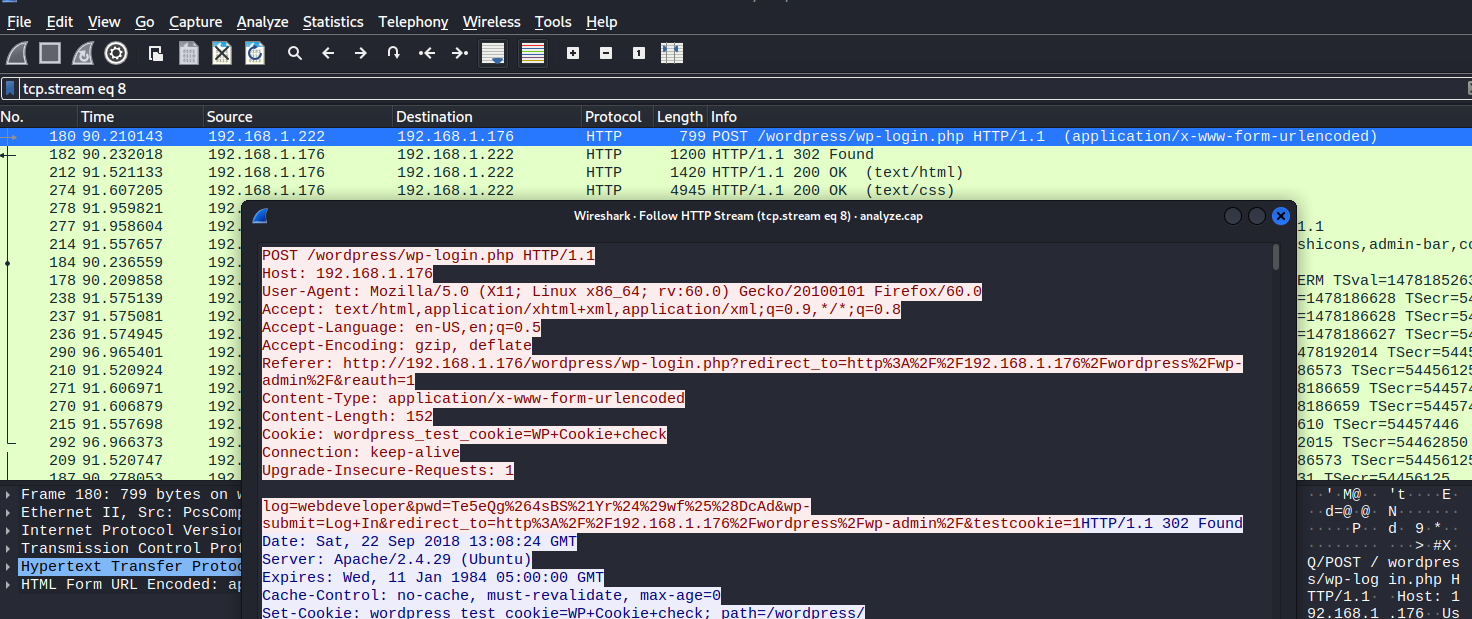 File Edit View Go Capture Analyze Statistics Telephony Wireless Tools Help
tcp.stream eq 8
No. Time Source Destination Protocol Length Info
180 90.210143 192.168.1.222 192.168.1.176 HTTP 799 POST /wordpress/wp-login.php HTTP/1.1 (application/x-www-form-urlencoded)
182 90.232018 192.168.1.176 192.168.1.222 HTTP 1200 HTTP/1.1 302 Found
212 91.521133 192.168.1.176 192.168.1.222 HTTP 1420 HTTP/1.1 200 OK (text/html)
274 91.607205 192.168.1.176 192.168.1.222 HTTP 4945 HTTP/1.1 200 OK (text/css)
278 91.959821 192.
277 91.958604 192. 1.1
214 91.557657 192. shicons,admin-bar,co
184 90.236559 192.
178 90.209858 192. ERM TSval=1478185263
238 91.575139 192. =1478186628 TSecr=5445
237 91.575081 192. =1478186628 TSecr=5445
236 91.574945 192. =1478186627 TSecr=5445
290 96.965401 192. 478192014 TSecr=5445
210 91.520924 192. 86573 TSecr=54456125
271 91.606971 192. 8186659 TSecr=544574
270 91.606879 192. 8186659 TSecr=544574
215 91.557698 192. 610 TSecr=54457446
292 96.966373 192. 2015 TSecr=54462850
209 91.520747 192. 86573 TSecr=54456125
187 90.278053 192. 31 TSecr=54456125
Wireshark · Follow HTTP Stream (tcp.stream eq 8) · analyze.cap
POST /wordpress/wp-login.php HTTP/1.1
Host: 192.168.1.176
User-Agent: Mozilla/5.0 (X11; Linux x86_64; rv:60.0) Gecko/20100101 Firefox/60.0
Accept: text/html,application/xhtml+xml,application/xml;q=0.9,*/*;q=0.8
Accept-Language: en-US,en;q=0.5
Accept-Encoding: gzip, deflate
Referer: http://192.168.1.176/wordpress/wp-login.php?redirect_to=http%3A%2F%2F192.168.1.176%2Fwordpress%2Fwp-
admin%2F&reauth=1
Content-Type: application/x-www-form-urlencoded
Content-Length: 152
Cookie: wordpress_test_cookie=WP+Cookie+check
Connection: keep-alive
Upgrade-Insecure-Requests: 1
log=webdeveloper&pwd=Te5eQg%264sBS%21Yr%24%29wf%25%28DcAd&wp-
submit=Log+In&redirect_to=http%3A%2F%2F192.168.1.176%2Fwordpress%2Fwp-admin%2F&testcookie=1HTTP/1.1 302 Found
Date: Sat, 22 Sep 2018 13:08:24 GMT
Server: Apache/2.4.29 (Ubuntu)
Expires: Wed, 11 Jan 1984 05:00:00 GMT
Cache-Control: no-cache, must-revalidate, max-age=0
Set-Cookie: wordpress_test_cookie=WP+Cookie+check; path=/wordpress/
Frame 180: 799 bytes on w
Ethernet II, Src: PcsComp
Internet Protocol Version
Transmission Control Prot
Hypertext Transfer Protoc
HTML Form URL Encoded: ap
··'·M@·· 't····E
··d=@·@· N·······
·····P·· d·9·*··
········ ···>·#X
Q/POST / wordpres
s/wp-log in.php H
TTP/1.1· ·Host: 1
92.168.1 .176··Us